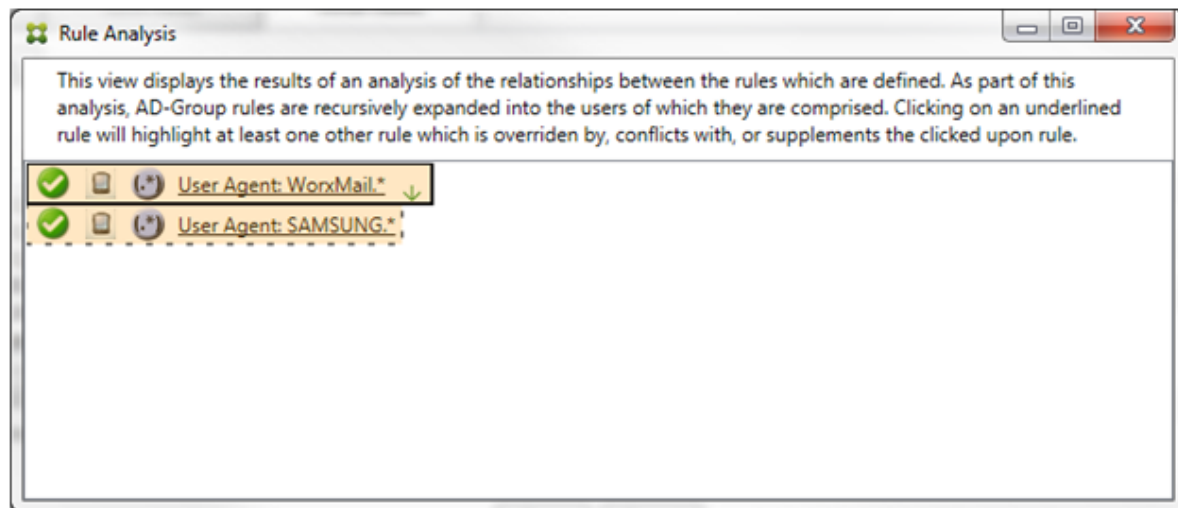 Rule Analysis
This view displays the results of an analysis of the relationships between the rules which are defined. As part of this
analysis, AD-Group rules are recursively expanded into the users of which they are comprised. Clicking on an underlined
rule will highlight at least one other rule which is overriden by, conflicts with, or supplements the clicked upon rule.
(.*) User Agent: WorxMail.*
(.*) User Agent: SAMSUNG.*